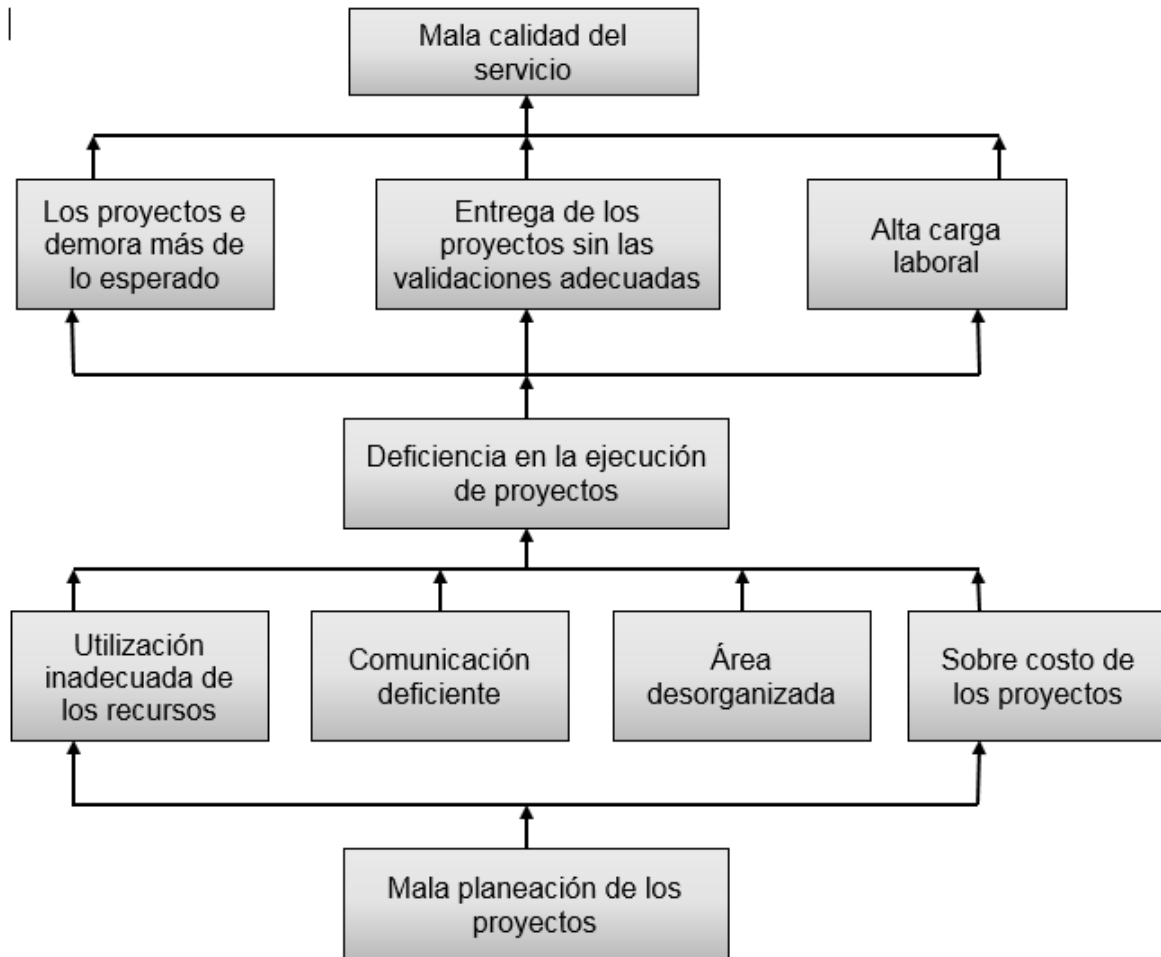 Mala calidad del
servicio
Los proyectos e
demora más de
lo esperado
Entrega de los
proyectos sin las
validaciones adecuadas
Alta carga
laboral
Deficiencia en la ejecución
de proyectos
Utilización
inadecuada de
los recursos
Comunicación
deficiente
Área
desorganizada
Sobre costo de
los proyectos
Mala planeación de los
proyectos